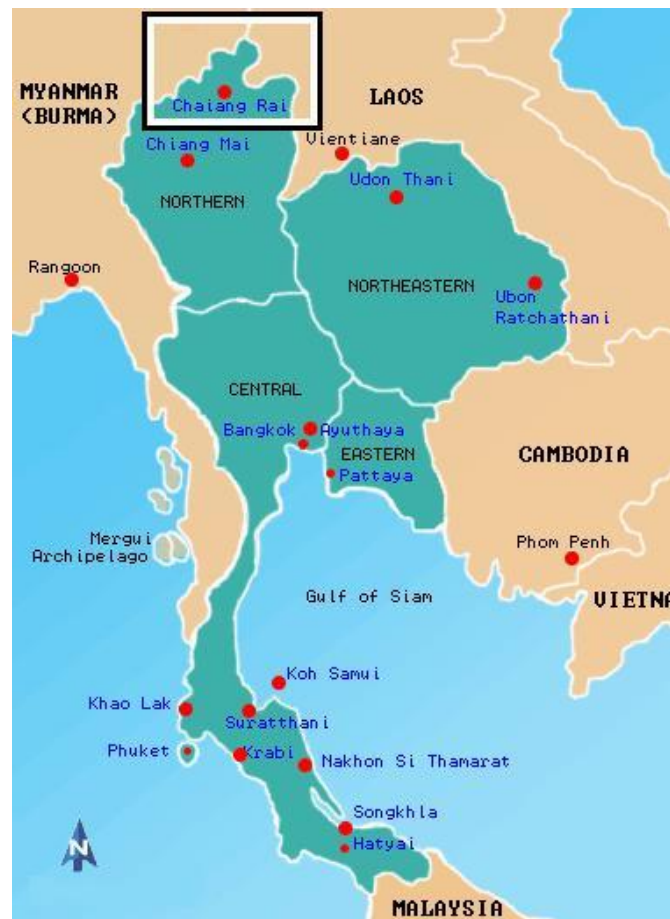 MYANMAR
(BURMA)
Chaiang Rai
LAOS
Chiang Mai
Vientiane
Udon Thani
NORTHERN
Rangoon
NORTHEASTERN
Ubon
Ratchathani
CENTRAL
Bangkok
Ayuthaya
EASTERN
Pattaya
CAMBODIA
Mergui
Archipelago
Phom Penh
Gulf of Siam
VIETNA
Koh Samui
Khao Lak
Suratthani
Phuket
Krabi
Nakhon Si Thamarat
Songkhla
Hatyai
N
MALAYSIA